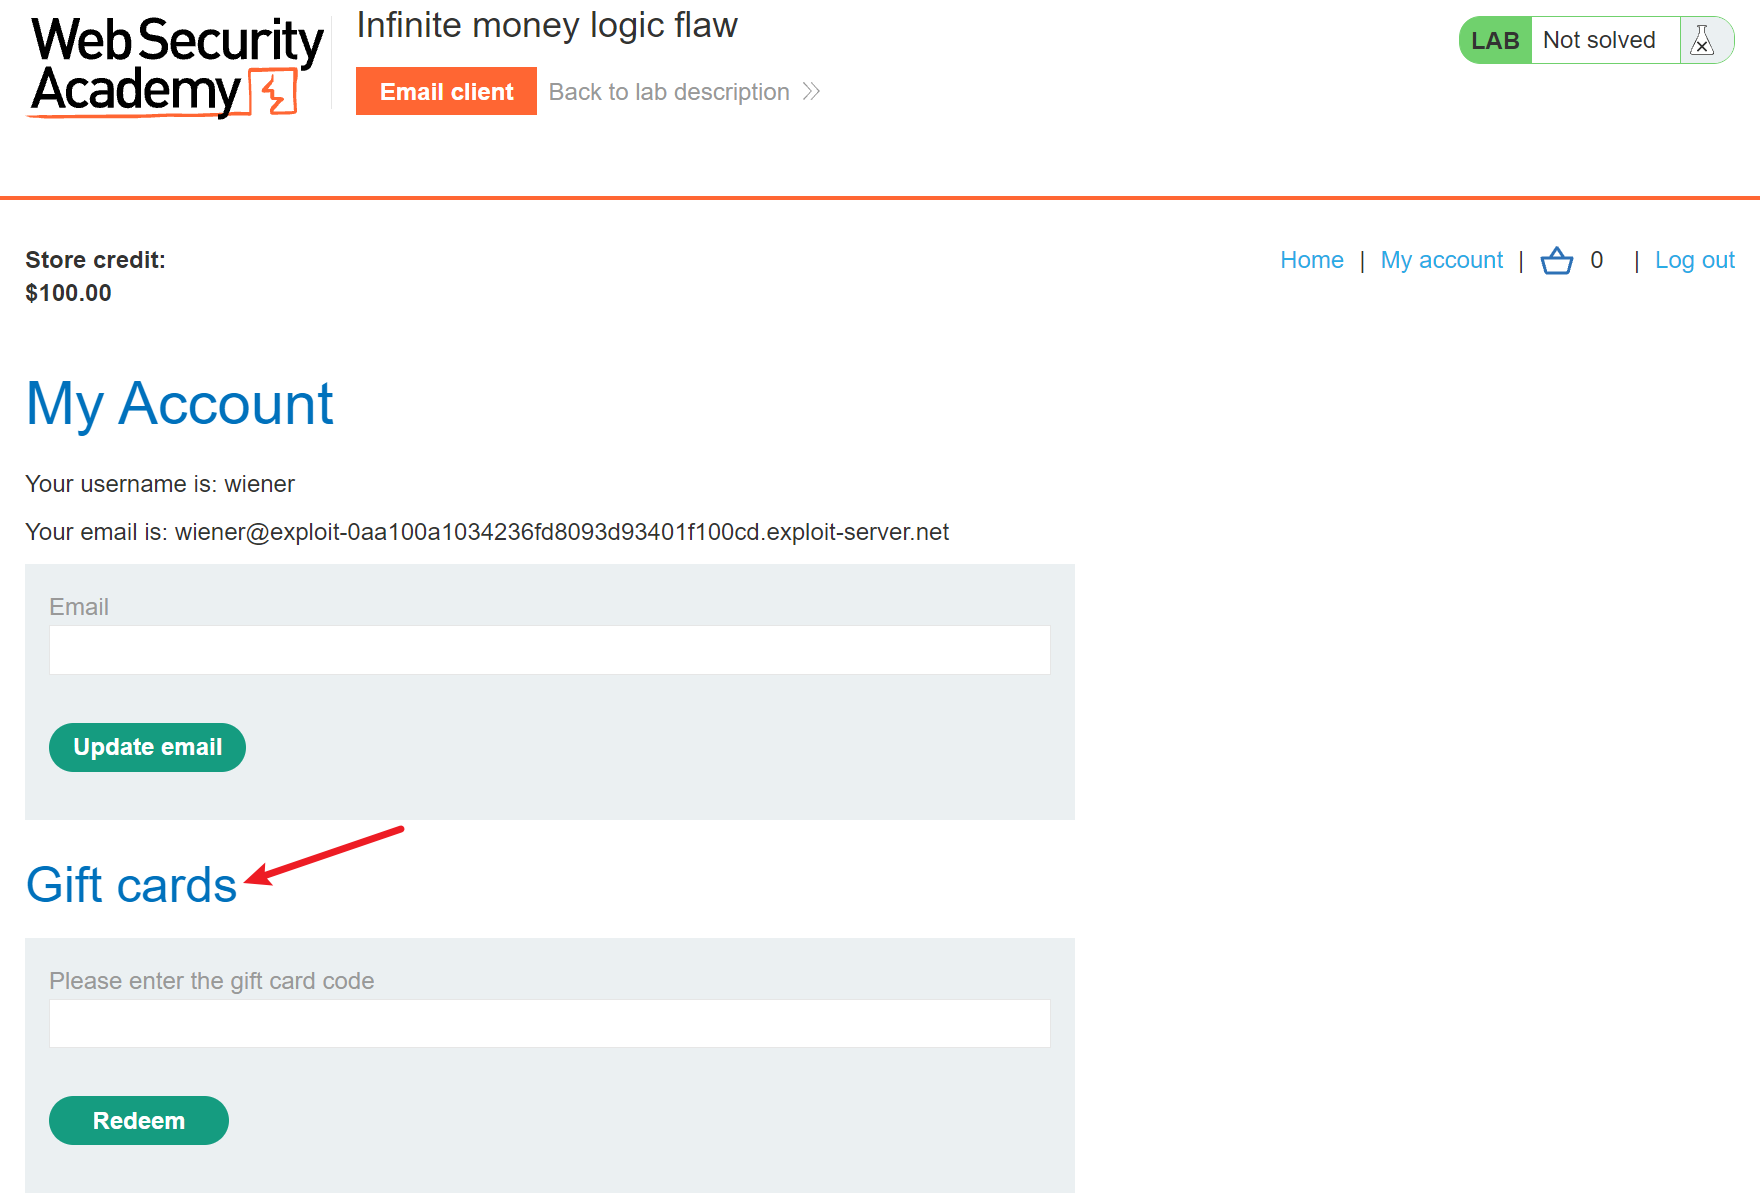 Web Security
Academy
Infinite money logic flaw
Email client
Back to lab description
LAB
Not solved
Store credit:
$100.00
Home | My account | 0 | Log out
My Account
Your username is: wiener
Your email is: wiener@exploit-0aa100a1034236fd8093d93401f100cd.exploit-server.net
Email
Update email
Gift cards
Please enter the gift card code
Redeem